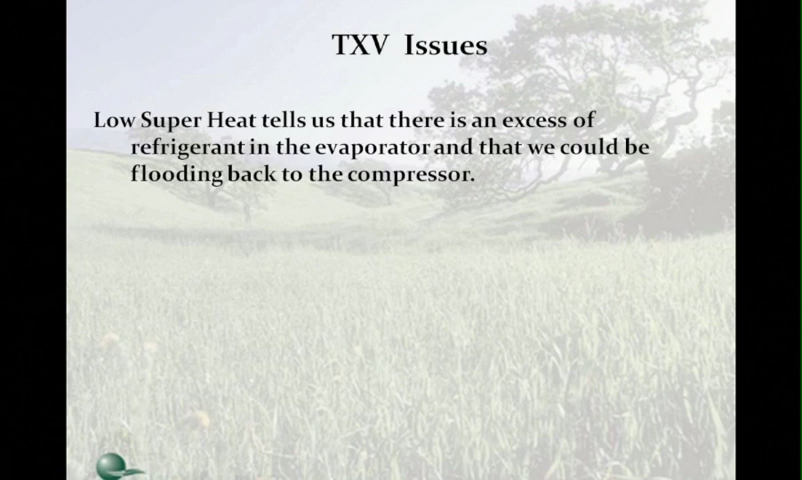 TXV Issues
Low Super Heat tells us that there is an excess of
refrigerant in the evaporator and that we could be
flooding back to the compressor.